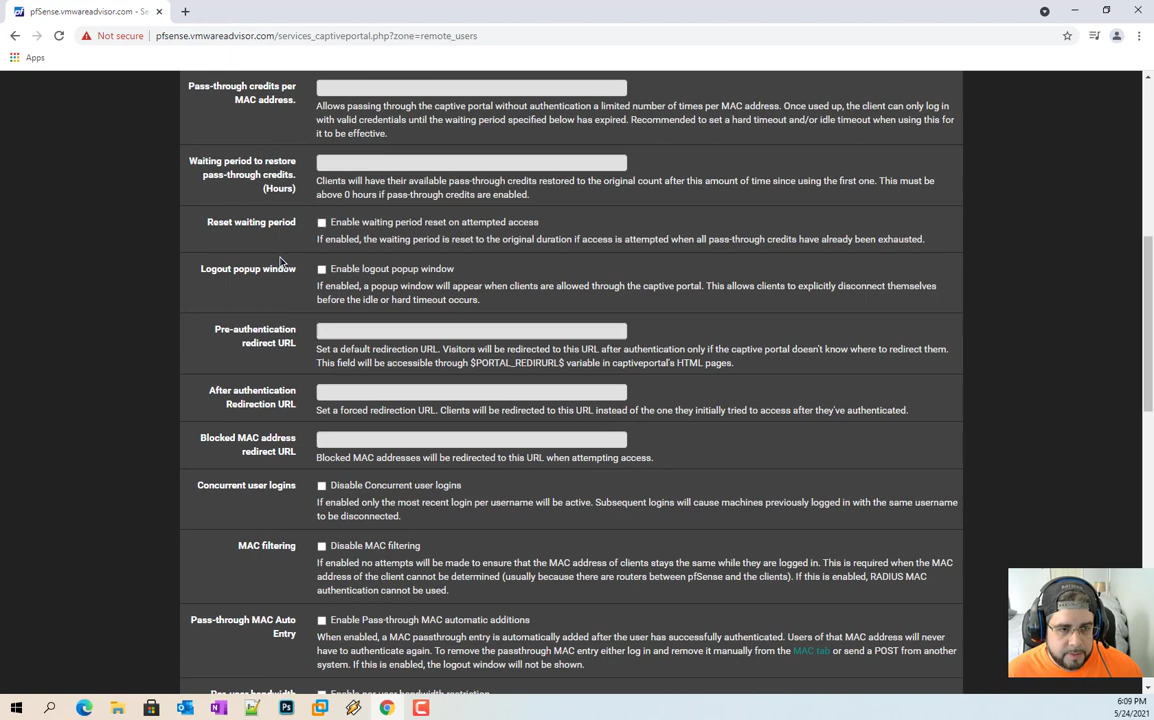 pfSense.vmwareadvisor.com - Se
Not secure
pfsense.vmwareadvisor.com/services_captiveportal.php?zone=remote_users
Apps
Pass-through credits per
MAC address.
Allows passing through the captive portal without authentication a limited number of times per MAC address. Once used up, the client can only log in
with valid credentials until the waiting period specified below has expired. Recommended to set a hard timeout and/or idle timeout when using this for
it to be effective.
Waiting period to restore
pass-through credits.
(Hours)
Clients will have their available pass-through credits restored to the original count after this amount of time since using the first one. This must be
above 0 hours if pass-through credits are enabled.
Reset waiting period
Enable waiting period reset on attempted access
If enabled, the waiting period is reset to the original duration if access is attempted when all pass-through credits have already been exhausted.
Logout popup window
Enable logout popup window
If enabled, a popup window will appear when clients are allowed through the captive portal. This allows clients to explicitly disconnect themselves
before the idle or hard timeout occurs.
Pre-authentication
redirect URL
Set a default redirection URL. Visitors will be redirected to this URL after authentication only if the captive portal doesn't know where to redirect them.
This field will be accessible through $PORTAL_REDIRURL$ variable in captiveportal's HTML pages.
After authentication
Redirection URL
Set a forced redirection URL. Clients will be redirected to this URL instead of the one they initially tried to access after they've authenticated.
Blocked MAC address
redirect URL
Blocked MAC addresses will be redirected to this URL when attempting access.
Concurrent user logins
Disable Concurrent user logins
If enabled only the most recent login per username will be active. Subsequent logins will cause machines previously logged in with the same username
to be disconnected.
MAC filtering
Disable MAC filtering
If enabled no attempts will be made to ensure that the MAC address of clients stays the same while they are logged in. This is required when the MAC
address of the client cannot be determined (usually because there are routers between pfSense and the clients). If this is enabled, RADIUS MAC
authentication cannot be used.
Pass-through MAC Auto
Entry
Enable Pass-through MAC automatic additions
When enabled, a MAC passthrough entry is automatically added after the user has successfully authenticated. Users of that MAC address will never
have to authenticate again. To remove the passthrough MAC entry either log in and remove it manually from the MAC tab or send a POST from another
system. If this is enabled, the logout window will not be shown.
Per-user bandwidth
Enable per-user bandwidth restriction
6:09 PM
5/24/2021